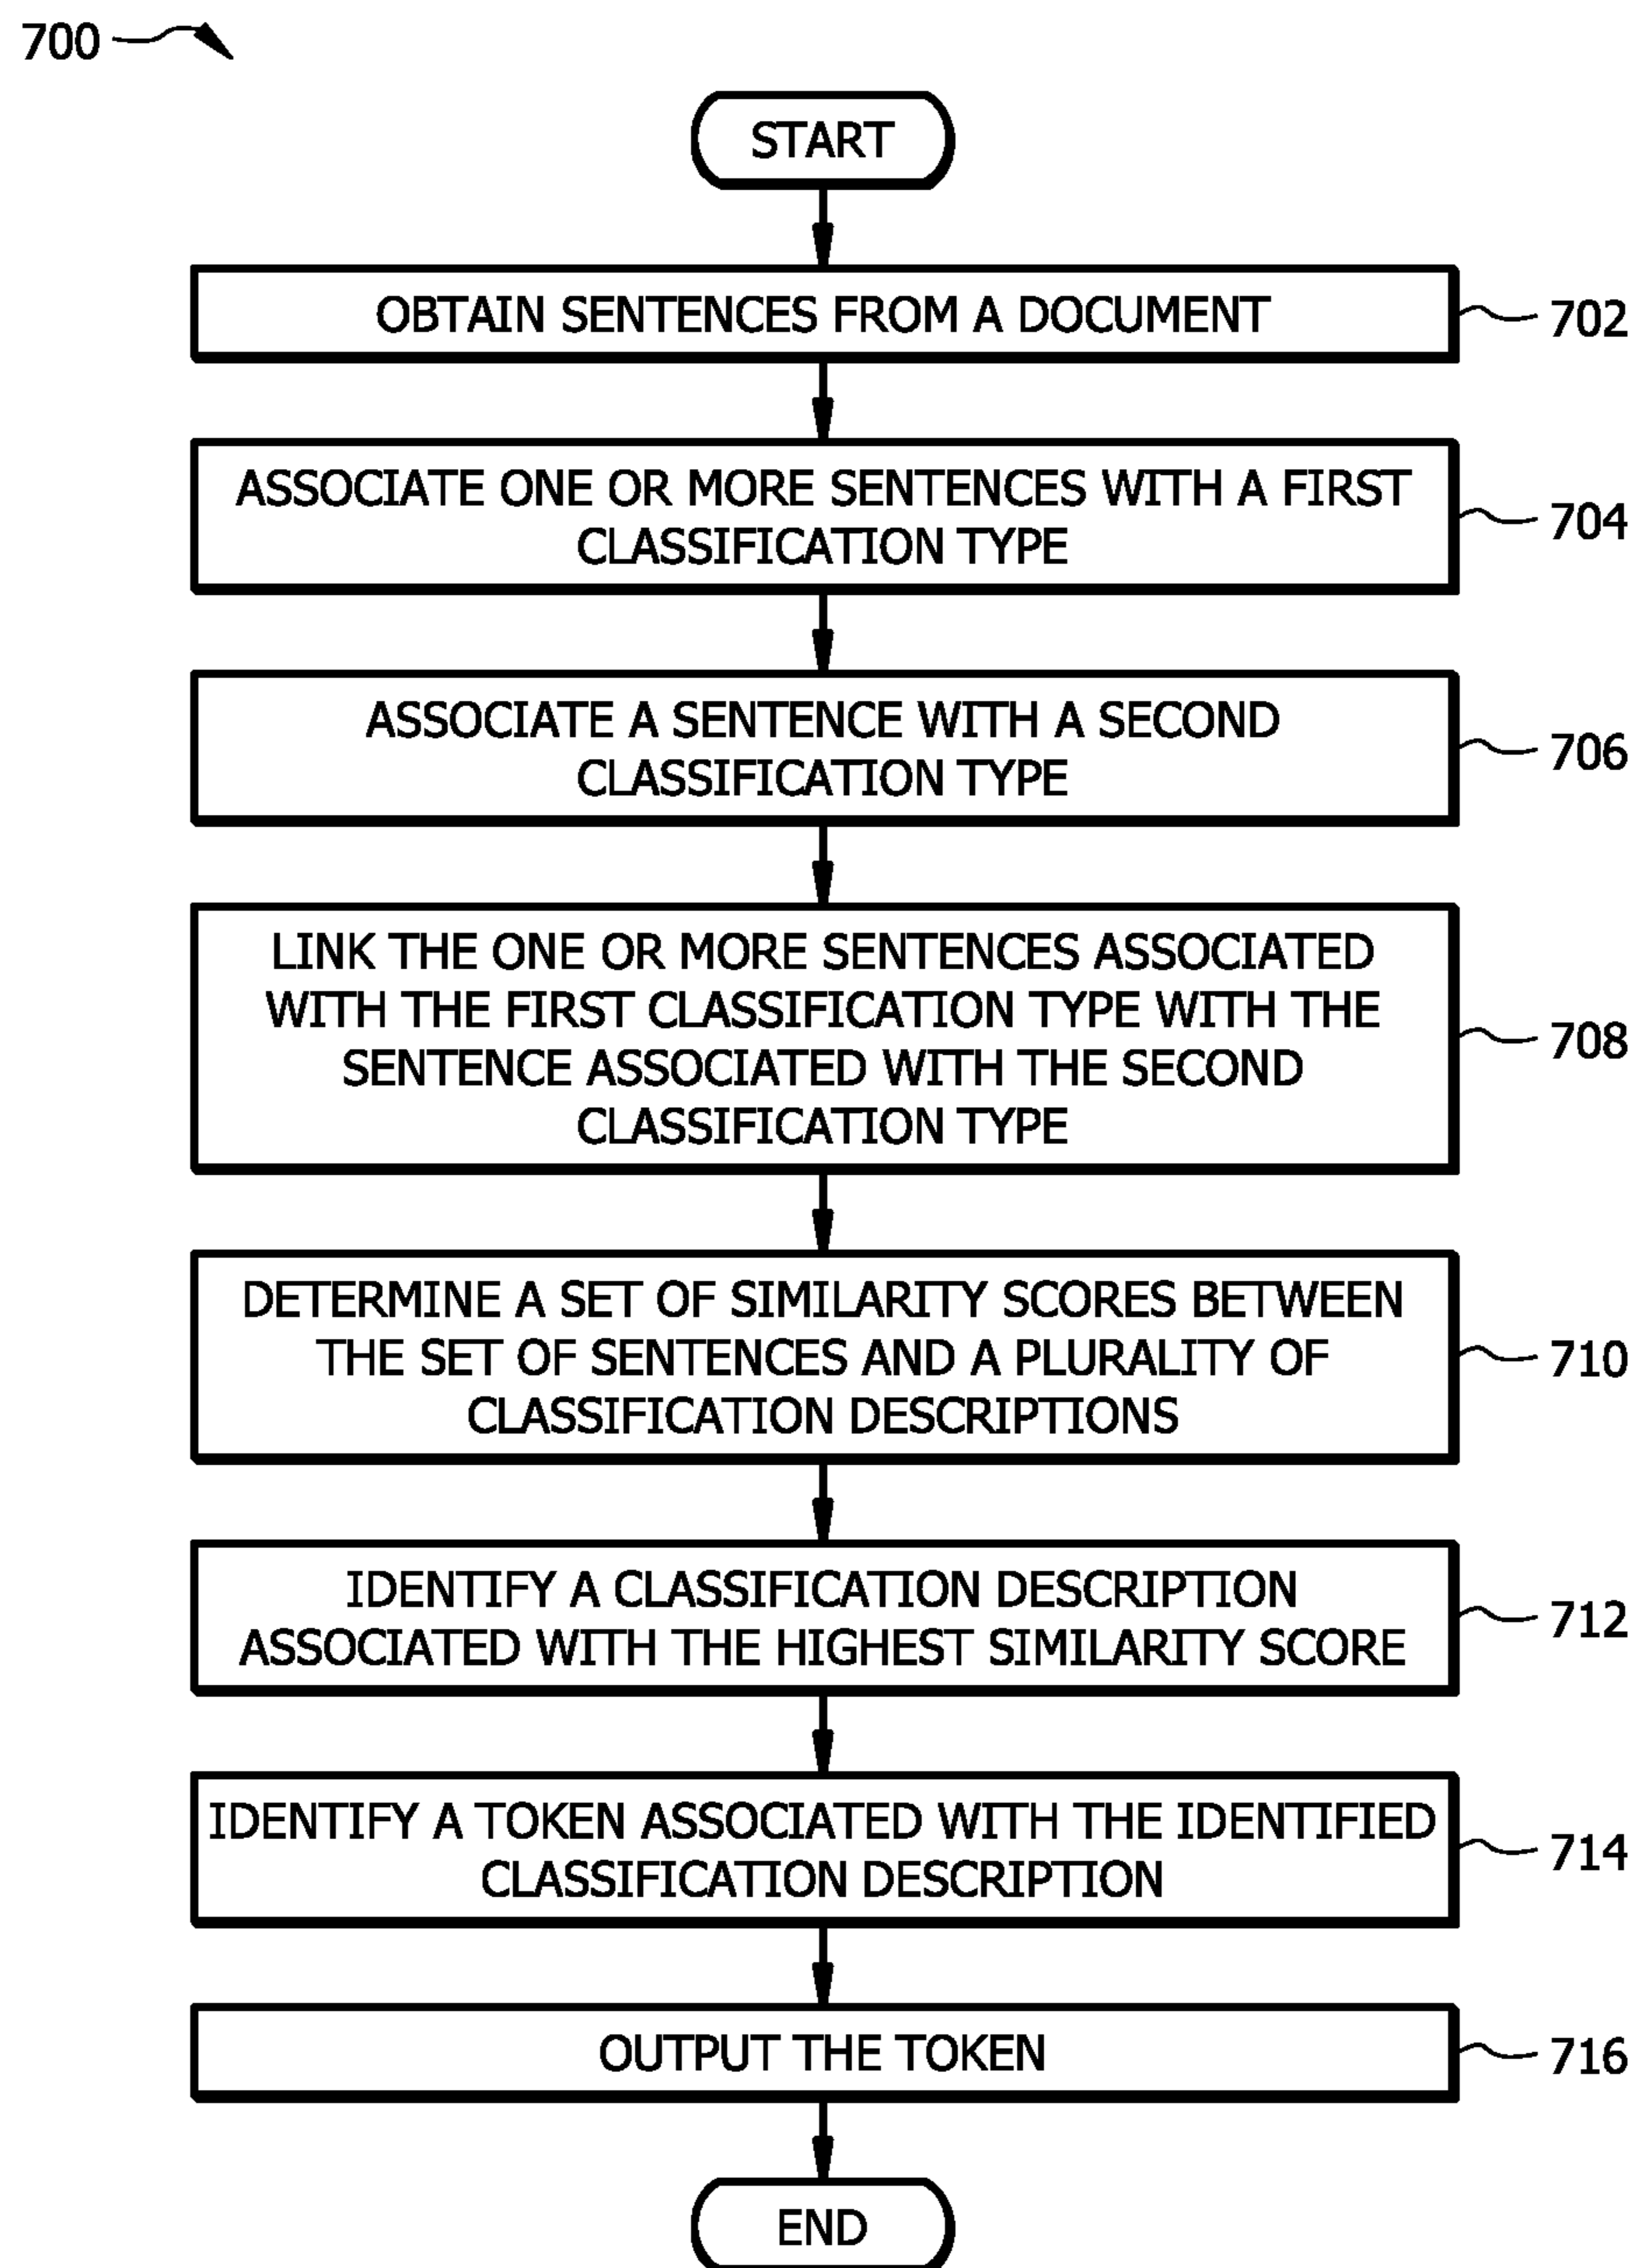 700
START
OBTAIN SENTENCES FROM A DOCUMENT
702
ASSOCIATE ONE OR MORE SENTENCES WITH A FIRST
CLASSIFICATION TYPE
704
ASSOCIATE A SENTENCE WITH A SECOND
CLASSIFICATION TYPE
706
LINK THE ONE OR MORE SENTENCES ASSOCIATED
WITH THE FIRST CLASSIFICATION TYPE WITH THE
SENTENCE ASSOCIATED WITH THE SECOND
CLASSIFICATION TYPE
708
DETERMINE A SET OF SIMILARITY SCORES BETWEEN
THE SET OF SENTENCES AND A PLURALITY OF
CLASSIFICATION DESCRIPTIONS
710
IDENTIFY A CLASSIFICATION DESCRIPTION
ASSOCIATED WITH THE HIGHEST SIMILARITY SCORE
712
IDENTIFY A TOKEN ASSOCIATED WITH THE IDENTIFIED
CLASSIFICATION DESCRIPTION
714
OUTPUT THE TOKEN
716
END